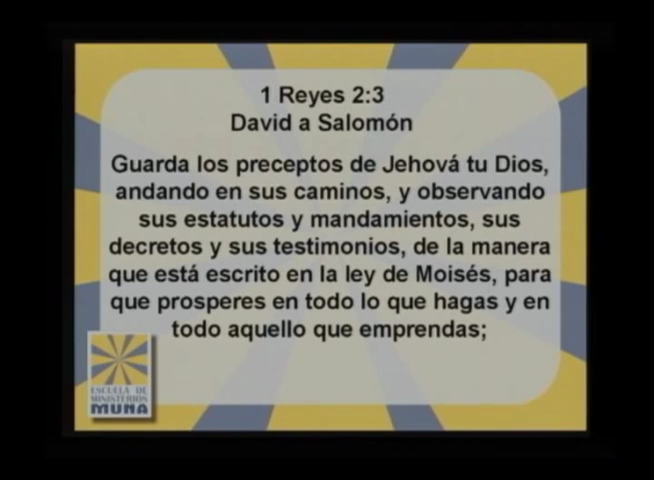 1 Reyes 2:3
David a Salomón
Guarda los preceptos de Jehová tu Dios,
andando en sus caminos, y observando
sus estatutos y mandamientos, sus
decretos y sus testimonios, de la manera
que está escrito en la ley de Moisés, para
que prosperes en todo lo que hagas y en
todo aquello que emprendas;
ESCUELA DE
MINISTERIOS
MUNA